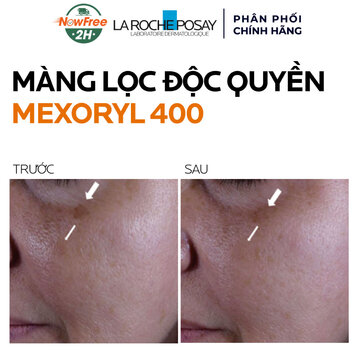 NowFree
2H
LA ROCHE POSAY
LABORATOIRE DERMATOLOGIQUE
PHÂN PHỐI
CHÍNH HÃNG
MÀNG LỌC ĐỘC QUYỀN
MEXORYL 400
TRƯỚC
SAU